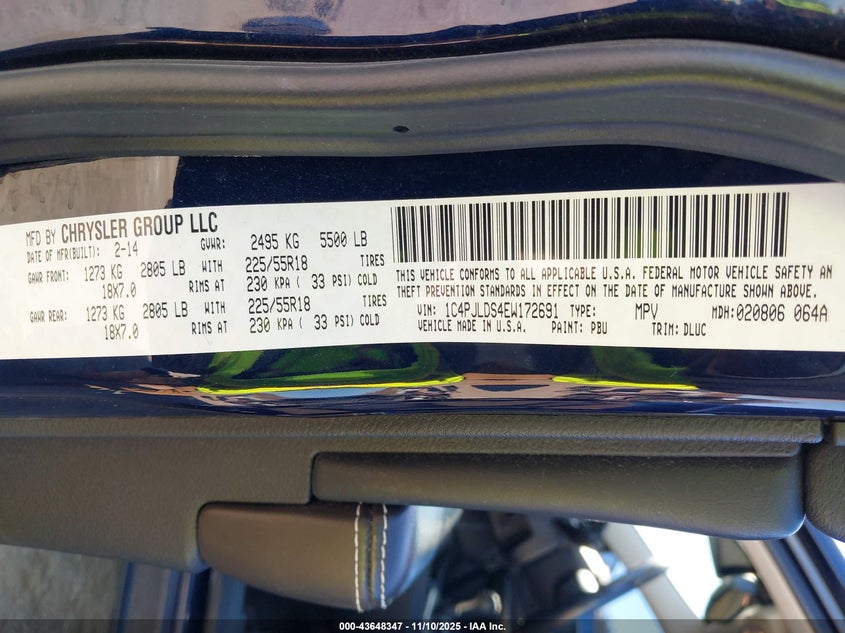 MFD BY CHRYSLER GROUP LLC
DATE OF MFR(BUILT): 2-14 GVWR: 2495 KG 5500 LB
GAWR FRONT: 1273 KG 2805 LB WITH 225/55R18 TIRES
18X7.0 RIMS AT 230 KPA ( 33 PSI) COLD
GAWR REAR: 1273 KG 2805 LB WITH 225/55R18 TIRES
18X7.0 RIMS AT 230 KPA ( 33 PSI) COLD
THIS VEHICLE CONFORMS TO ALL APPLICABLE U.S.A. FEDERAL MOTOR VEHICLE SAFETY AN
THEFT PREVENTION STANDARDS IN EFFECT ON THE DATE OF MANUFACTURE SHOWN ABOVE.
VIN: 1C4PJLDS4EW172691 TYPE: MPV MDH: 020806 064A
VEHICLE MADE IN U.S.A. PAINT: PBU TRIM: DLUC
000-43648347 - 11/10/2025 - IAA Inc.